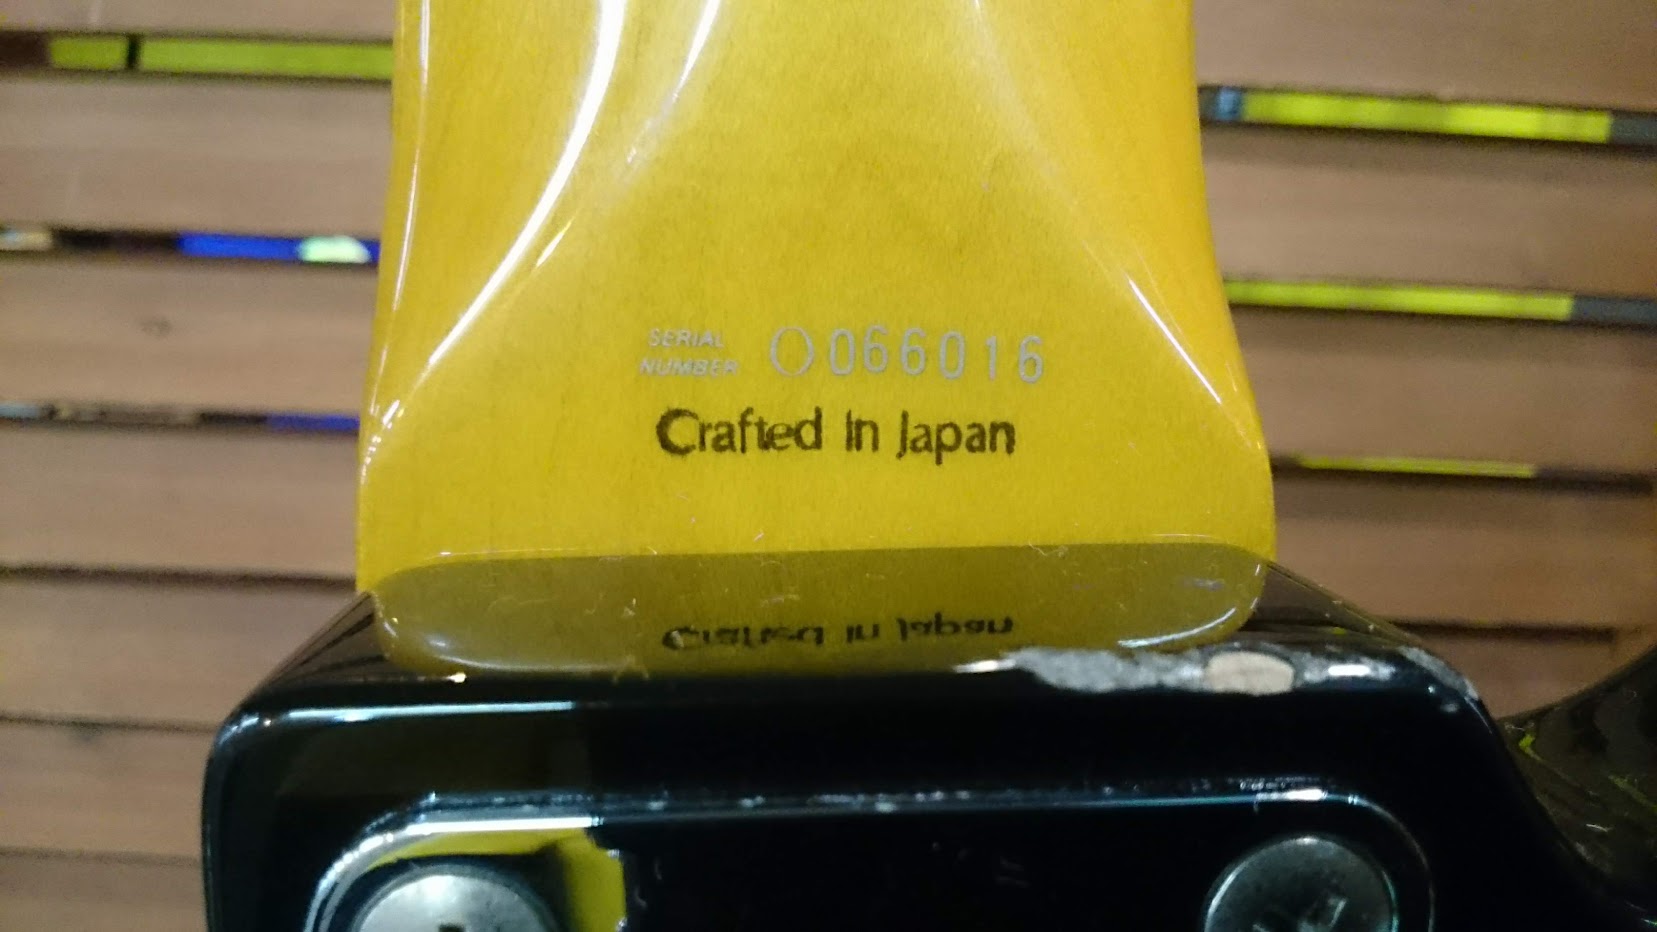 SERIAL
NUMBER O066016
Crafted In Japan
Crafted In Japan